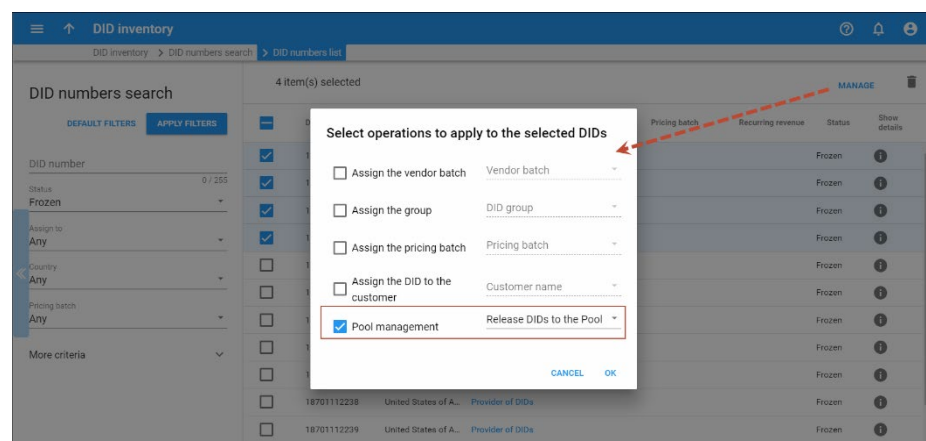 DID inventory
DID inventory > DID numbers search > DID numbers list
DID numbers search
DEFAULT FILTERS APPLY FILTERS
DID number
0 / 255
Status
Frozen
Assign to
Any
Country
Any
Pricing batch
Any
More criteria
4 item(s) selected
MANAGE
Pricing batch Recurring revenue Status Show details
Frozen
Frozen
Frozen
Frozen
Frozen
Frozen
Frozen
Frozen
Frozen
18701112238 United States of A... Provider of DIDs Frozen
18701112239 United States of A... Provider of DIDs Frozen
Select operations to apply to the selected DIDs
Assign the vendor batch Vendor batch
Assign the group DID group
Assign the pricing batch Pricing batch
Assign the DID to the customer Customer name
Pool management Release DIDs to the Pool
CANCEL OK